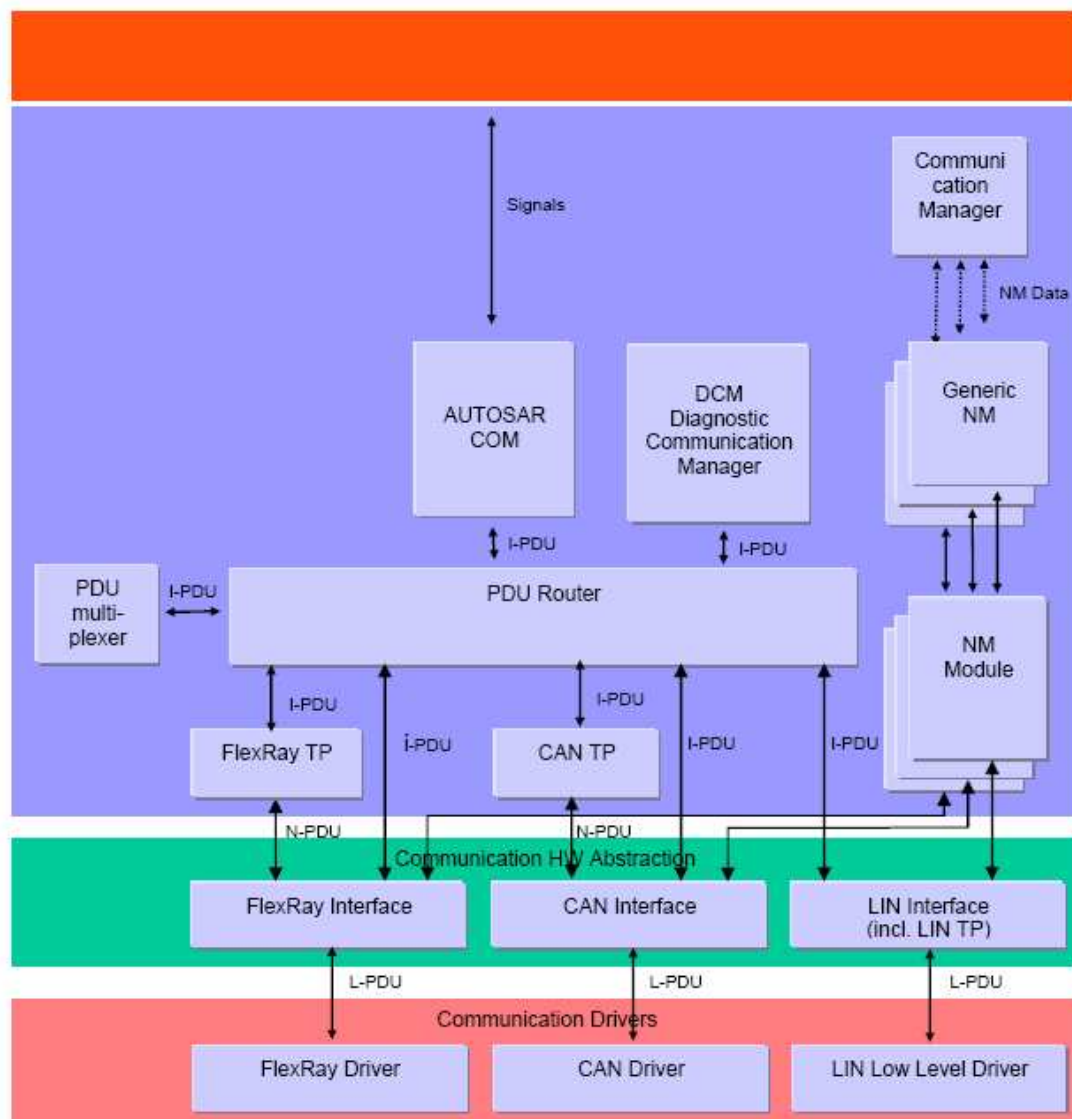 Communi
cation
Manager
Signals
NM Data
AUTOSAR
COM
DCM
Diagnostic
Communication
Manager
Generic
NM
I-PDU
I-PDU
PDU
multi-
plexer
I-PDU
PDU Router
NM
Module
I-PDU
I-PDU
I-PDU
I-PDU
I-PDU
FlexRay TP
CAN TP
N-PDU
N-PDU
Communication HW Abstraction
FlexRay Interface
CAN Interface
LIN Interface
(incl. LIN TP)
L-PDU
L-PDU
L-PDU
Communication Drivers
FlexRay Driver
CAN Driver
LIN Low Level Driver